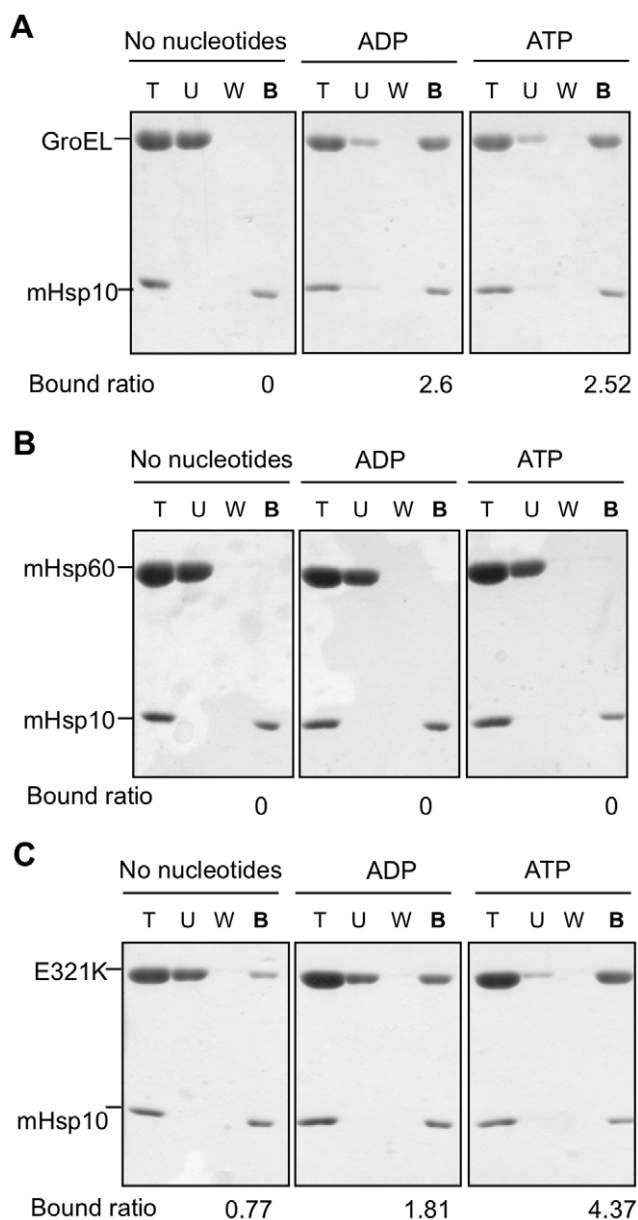 A
No nucleotides ADP ATP
T U W B T U W B T U W B
GroEL
mHsp10
Bound ratio 0 2.6 2.52
B
No nucleotides ADP ATP
T U W B T U W B T U W B
mHsp60
mHsp10
Bound ratio 0 0 0
C
No nucleotides ADP ATP
T U W B T U W B T U W B
E321K
mHsp10
Bound ratio 0.77 1.81 4.37